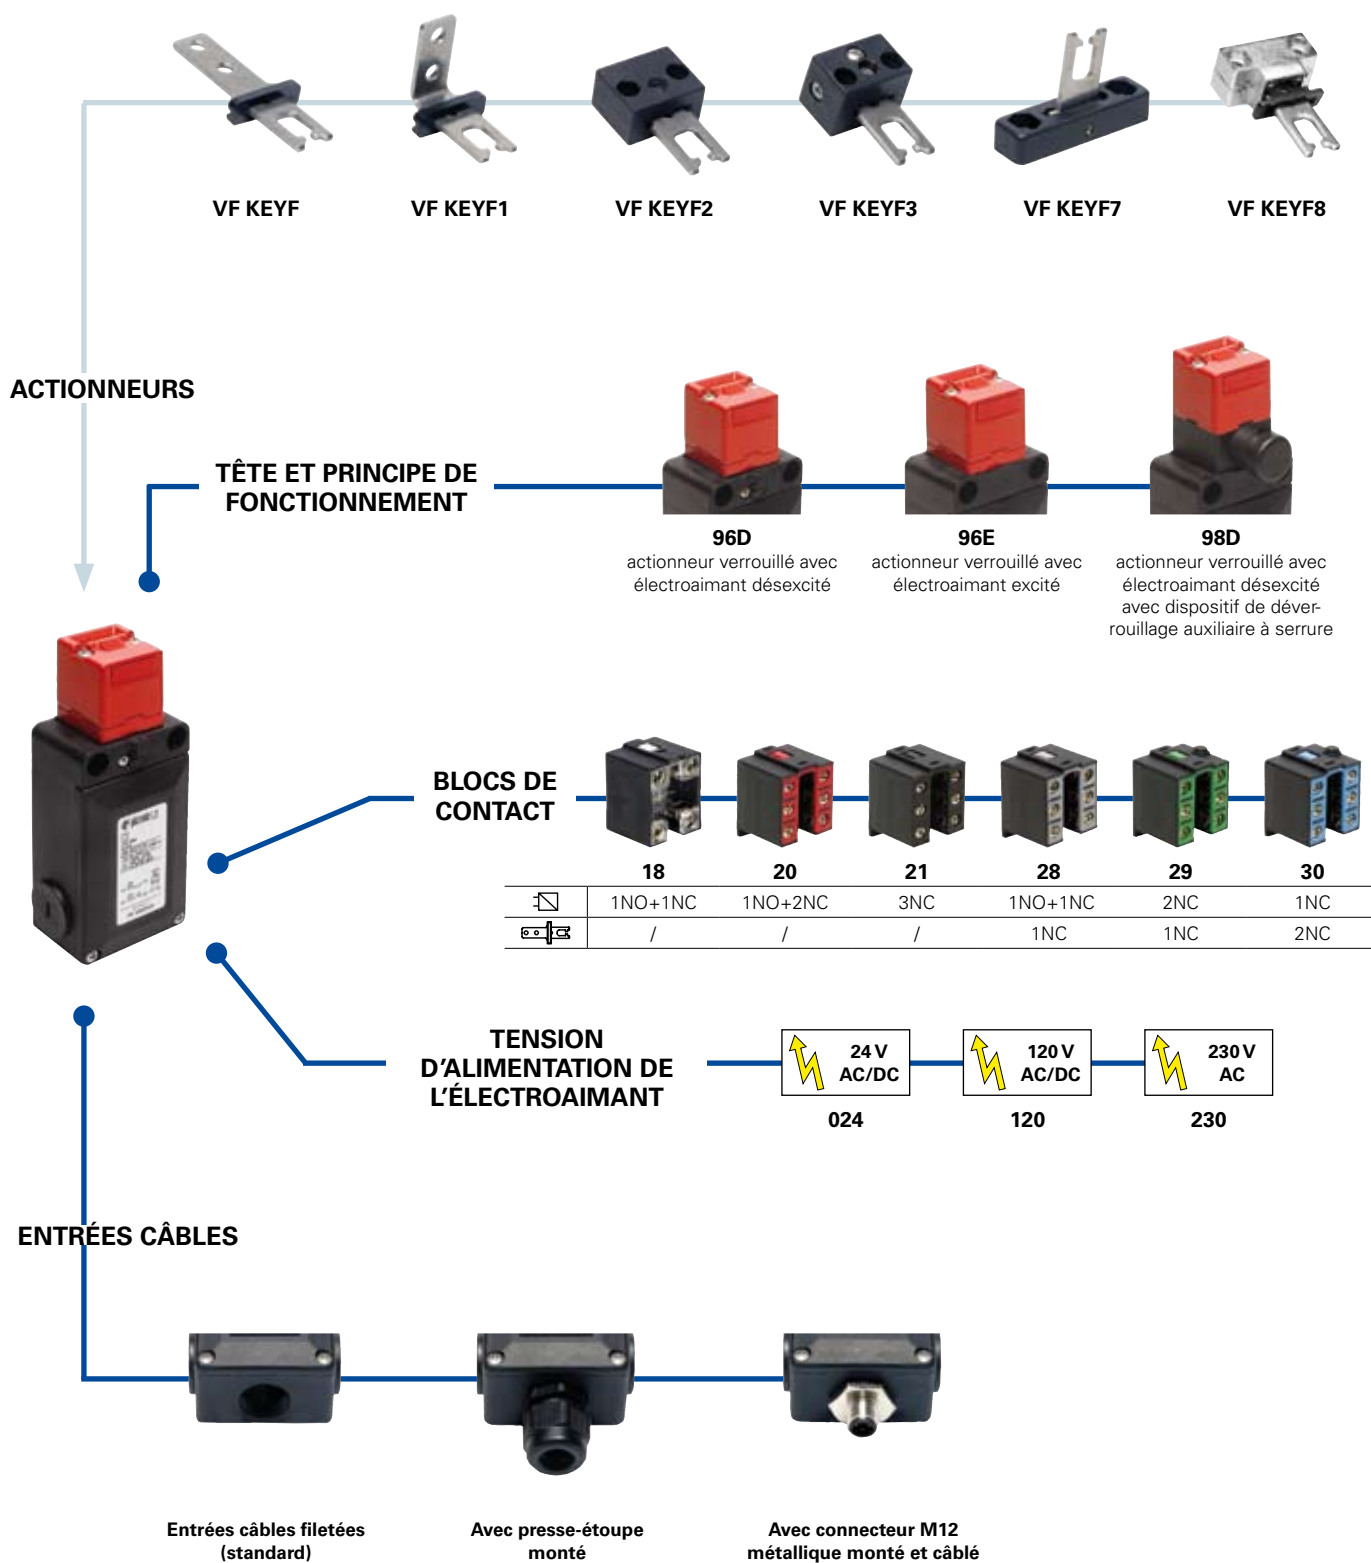 VF KEYF VF KEYF1 VF KEYF2 VF KEYF3 VF KEYF7 VF KEYF8
ACTIONNEURS
TÊTE ET PRINCIPE DE
FONCTIONNEMENT
96D
actionneur verrouillé avec
électroaimant désexcité
96E
actionneur verrouillé avec
électroaimant excité
98D
actionneur verrouillé avec
électroaimant désexcité
avec dispositif de déver-
rouillage auxiliaire à serrure
BLOCS DE
CONTACT
18 20 21 28 29 30
1NO+1NC 1NO+2NC 3NC 1NO+1NC 2NC 1NC
/ / / 1NC 1NC 2NC
TENSION
D'ALIMENTATION DE
L'ÉLECTROAIMANT
24 V
AC/DC
024
120 V
AC/DC
120
230 V
AC
230
ENTRÉES CÂBLES
Entrées câbles filetées
(standard)
Avec presse-étoupe
monté
Avec connecteur M12
métallique monté et câblé